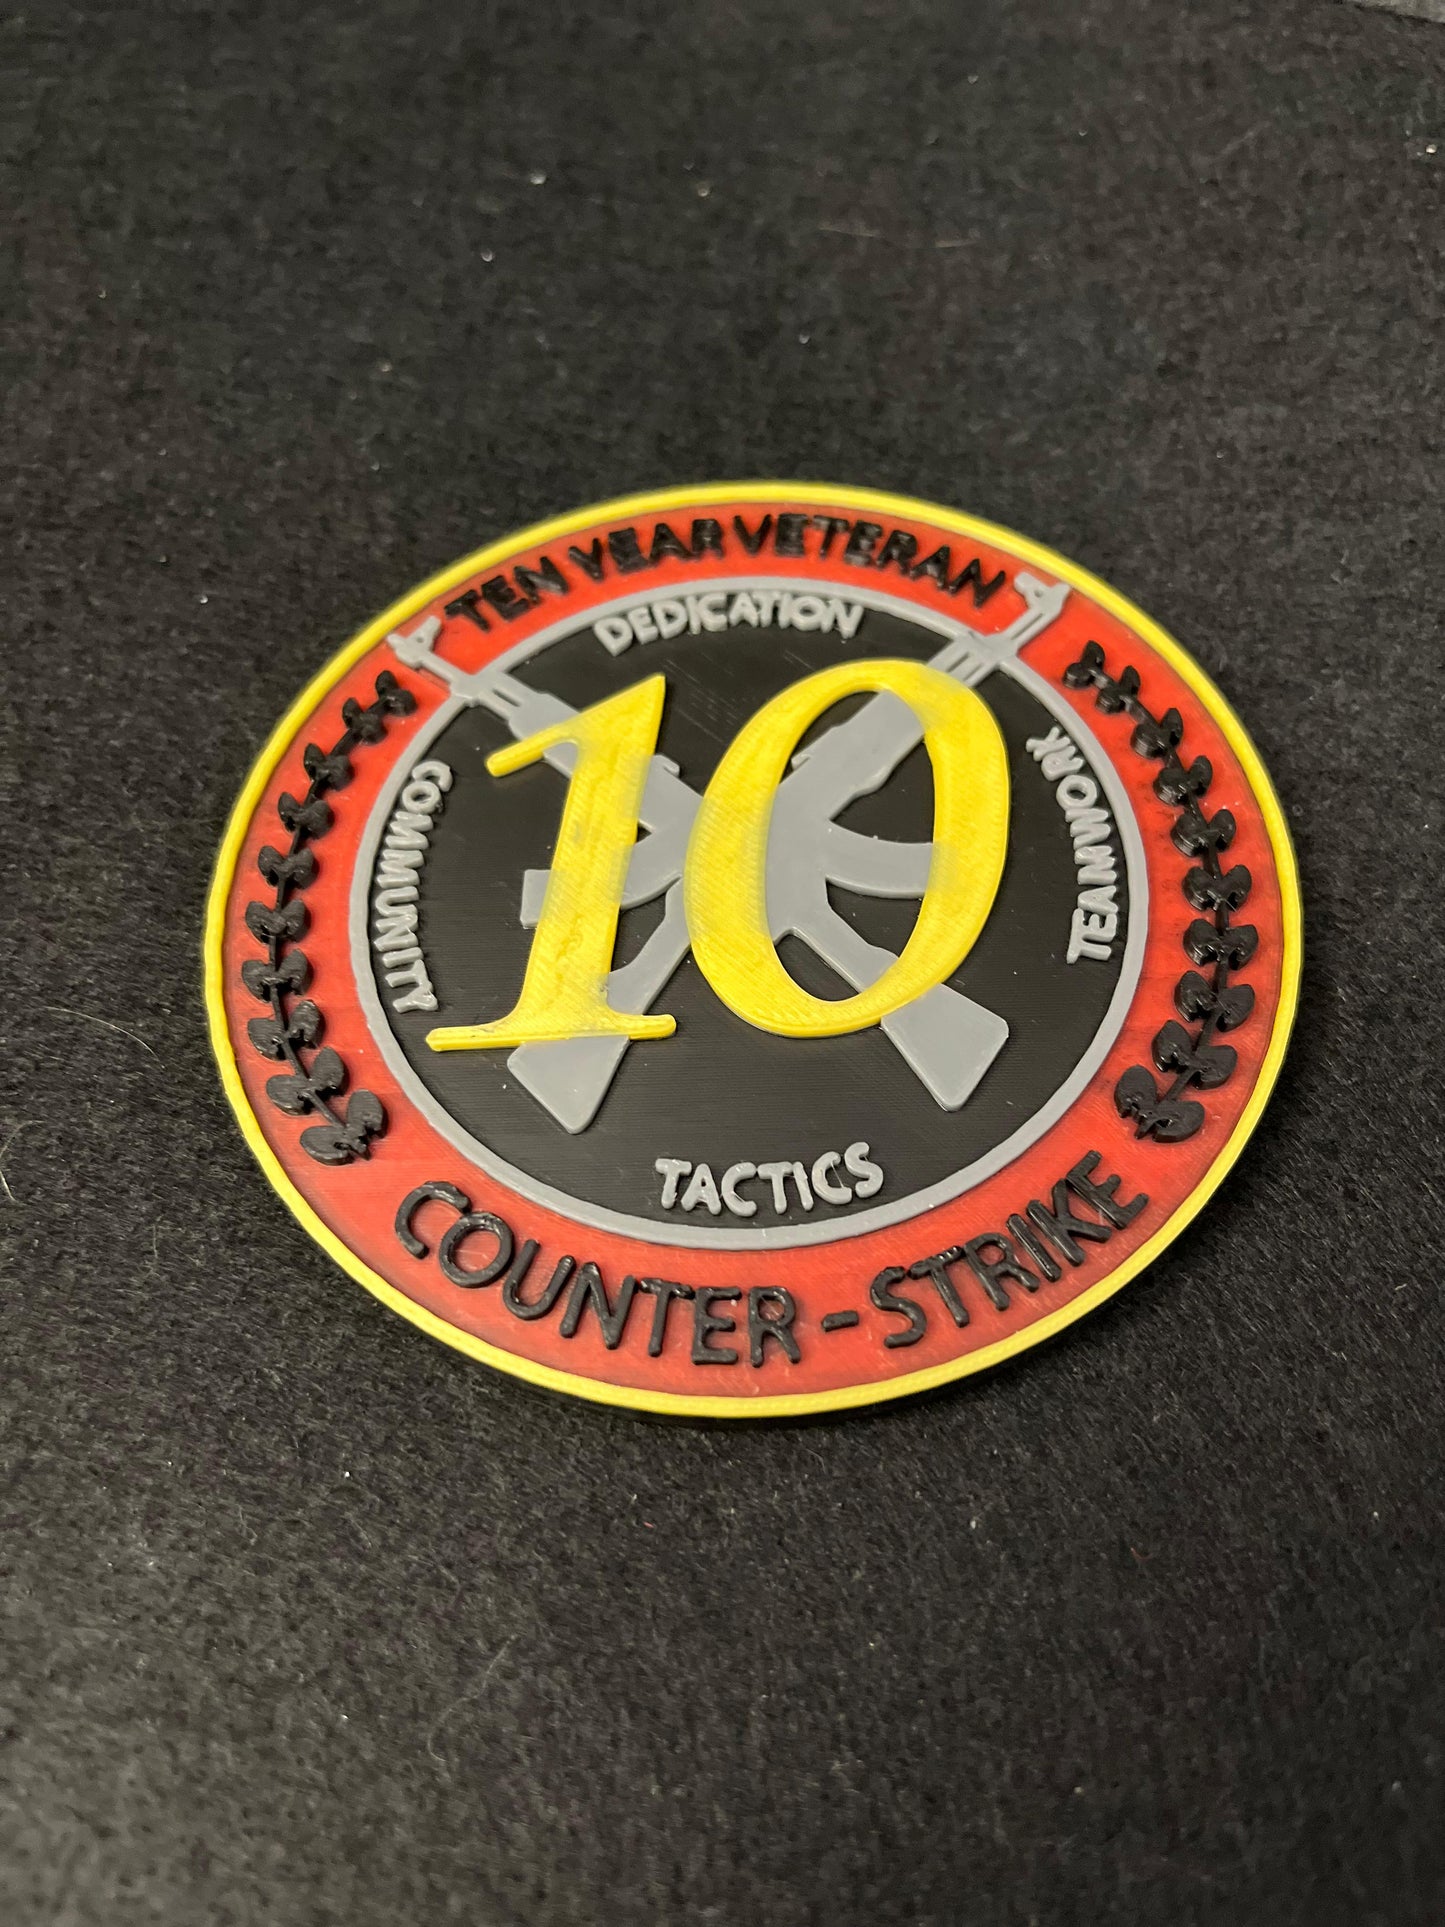 TEN YEAR VETERAN
DEDICATION
COMMUNITY
10
TEAMWORK
TACTICS
COUNTER-STRIKE